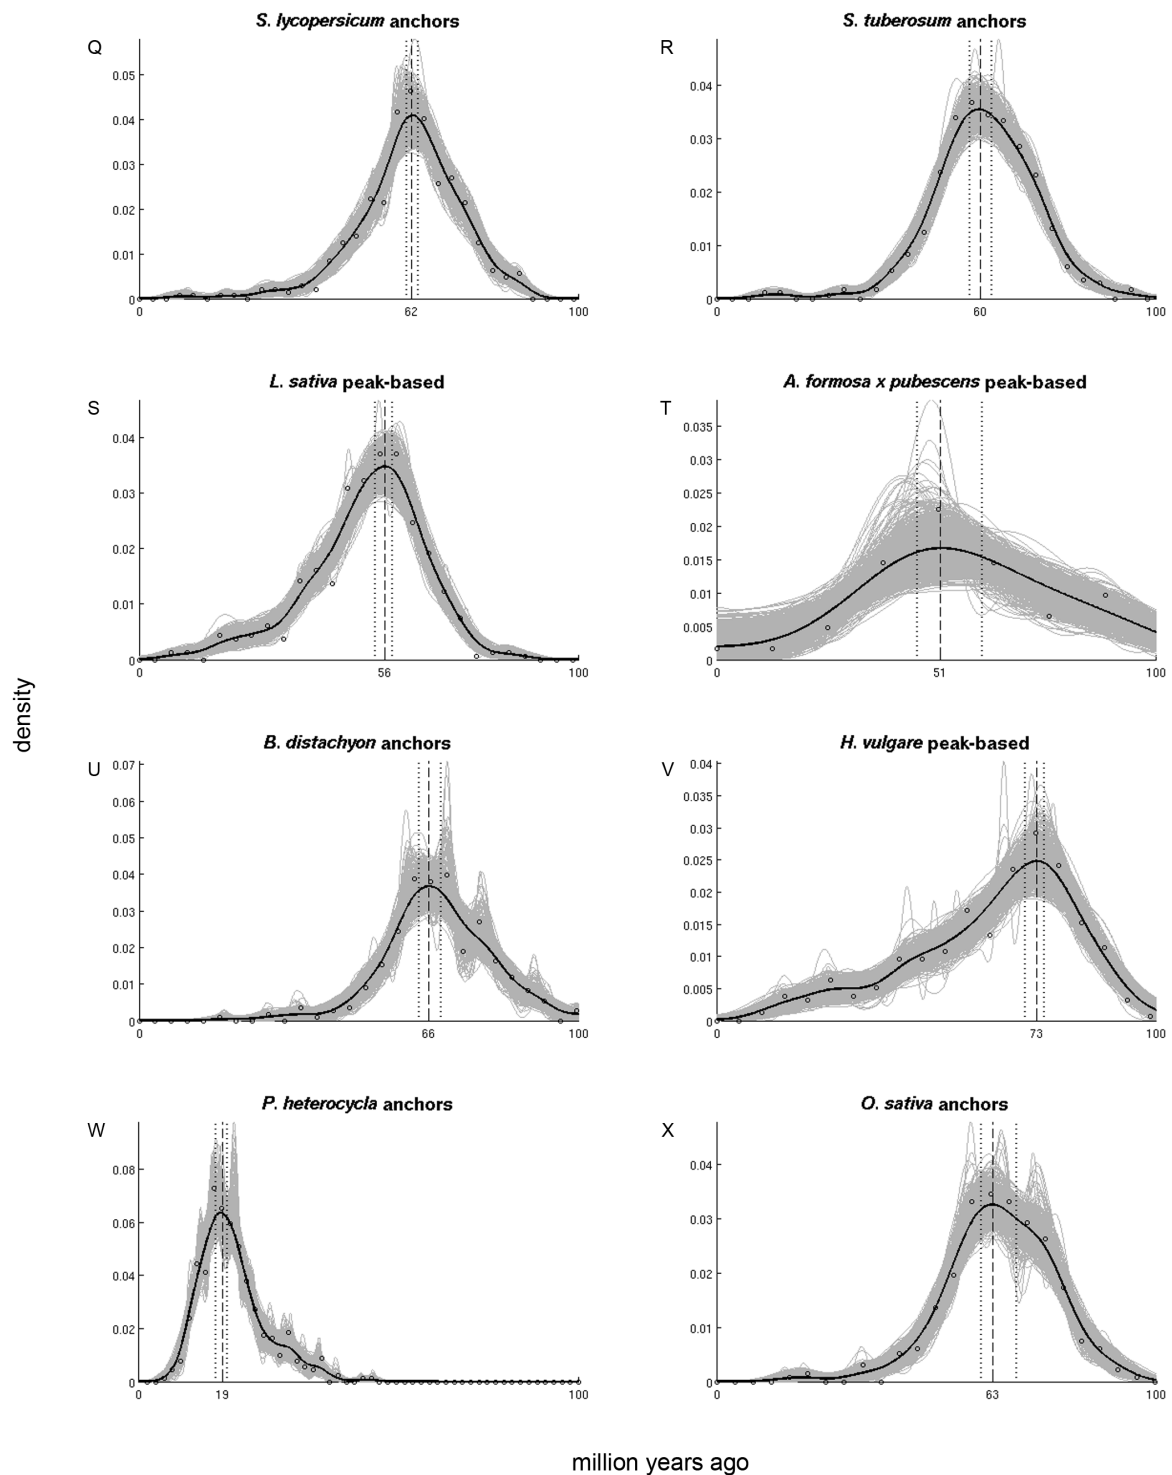 S. lycopersicum anchors
Q
0.05
0.04
0.03
0.02
0.01
0
0 62 100
S. tuberosum anchors
R
0.04
0.03
0.02
0.01
0
0 60 100
L. sativa peak-based
S
0.04
0.03
0.02
0.01
0
0 56 100
A. formosa x pubescens peak-based
T
0.035
0.03
0.025
0.02
0.015
0.01
0.005
0
0 51 100
density
B. distachyon anchors
U
0.07
0.06
0.05
0.04
0.03
0.02
0.01
0
0 66 100
H. vulgare peak-based
V
0.04
0.035
0.03
0.025
0.02
0.015
0.01
0.005
0
0 73 100
P. heterocycla anchors
W
0.08
0.06
0.04
0.02
0
0 19 100
O. sativa anchors
X
0.04
0.03
0.02
0.01
0
0 63 100
million years ago